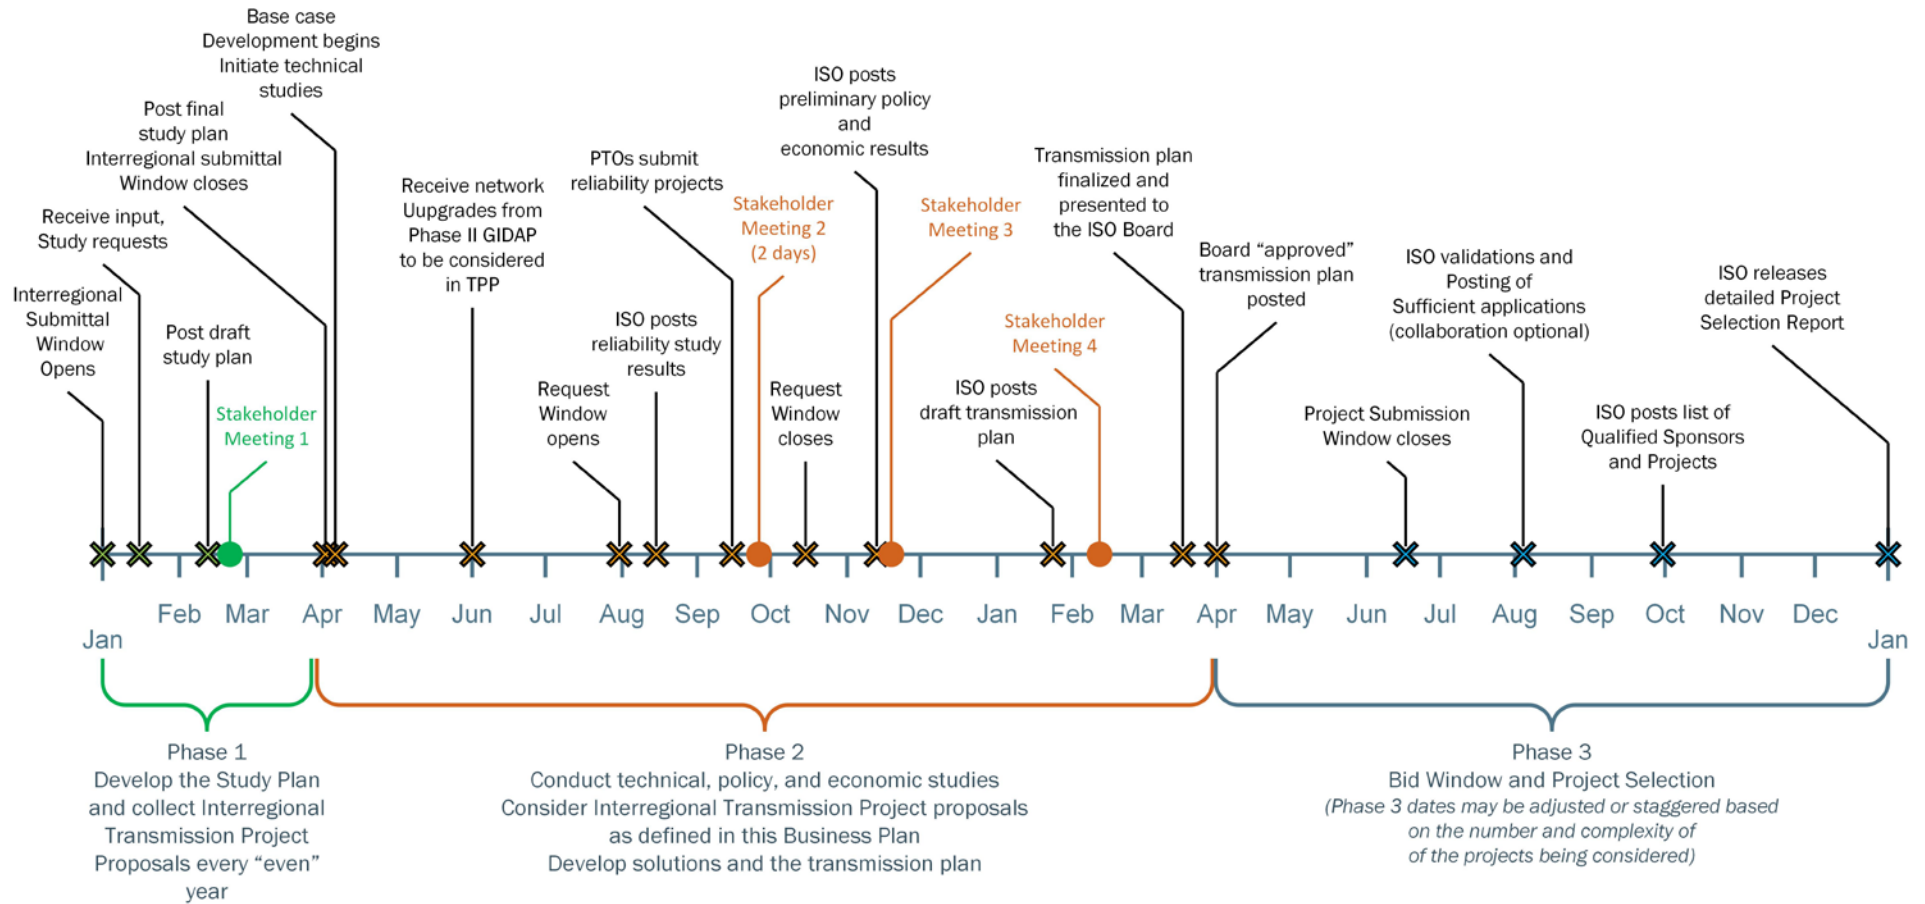 Base case
Development begins
Initiate technical
studies
Post final
study plan
Interregional submittal
Window closes
Receive input,
Study requests
Interregional
Submittal
Window
Opens
Post draft
study plan
Stakeholder
Meeting 1
Receive network
Uupgrades from
Phase II GIDAP
to be considered
in TPP
PTOs submit
reliability projects
ISO posts
reliability study
results
Request
Window
opens
Stakeholder
Meeting 2
(2 days)
ISO posts
preliminary policy
and
economic results
Request
Window
closes
Stakeholder
Meeting 3
ISO posts
draft transmission
plan
Stakeholder
Meeting 4
Transmission plan
finalized and
presented to
the ISO Board
Board “approved”
transmission plan
posted
Project Submission
Window closes
ISO validations and
Posting of
Sufficient applications
(collaboration optional)
ISO posts list of
Qualified Sponsors
and Projects
ISO releases
detailed Project
Selection Report
Jan
Feb
Mar
Apr
May
Jun
Jul
Aug
Sep
Oct
Nov
Dec
Jan
Feb
Mar
Apr
May
Jun
Jul
Aug
Sep
Oct
Nov
Dec
Jan
Phase 1
Develop the Study Plan
and collect Interregional
Transmission Project
Proposals every “even”
year
Phase 2
Conduct technical, policy, and economic studies
Consider Interregional Transmission Project proposals
as defined in this Business Plan
Develop solutions and the transmission plan
Phase 3
Bid Window and Project Selection
(Phase 3 dates may be adjusted or staggered based
on the number and complexity of
of the projects being considered)